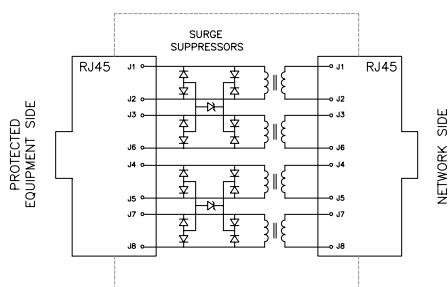 SURGE
SUPPRESSORS
RJ45
J1
J2
J3
J6
J4
J5
J7
J8
PROTECTED
EQUIPMENT SIDE
RJ45
J1
J2
J3
J6
J4
J5
J7
J8
NETWORK SIDE